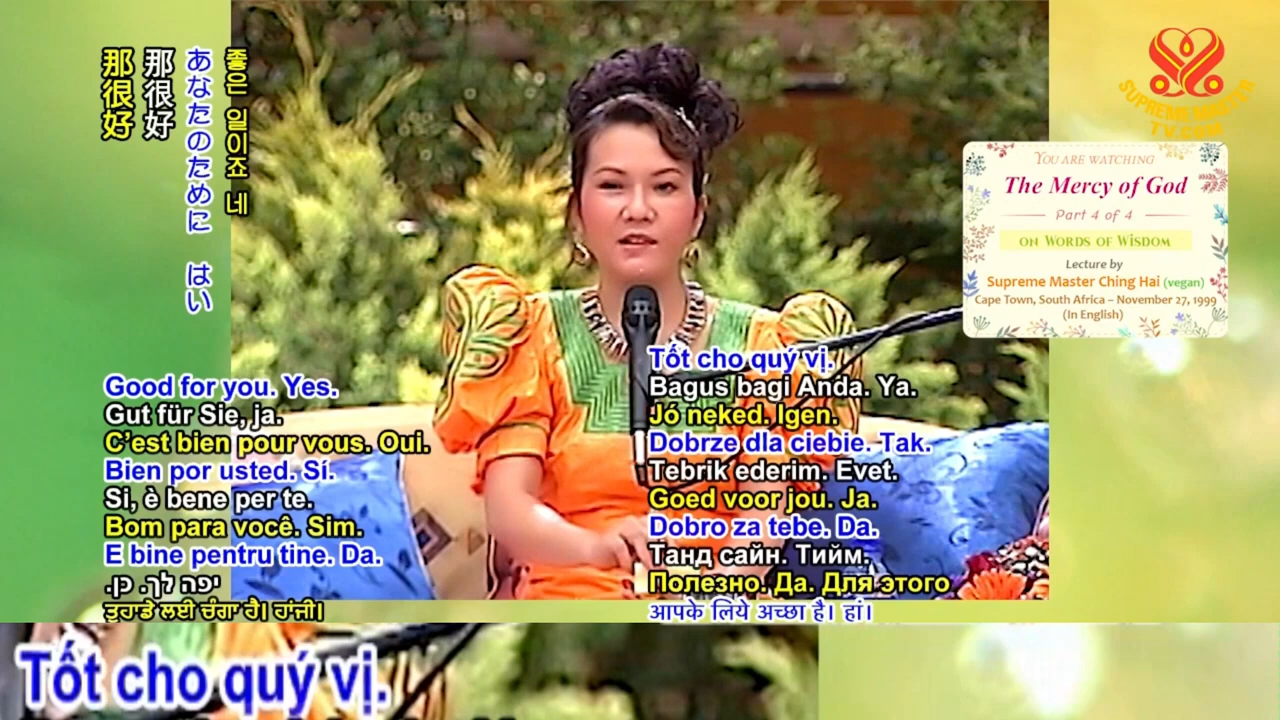 那很好
那很好
あなたのために はい
좋은 일이죠 네
SUPREMEMASTER
TV.COM
YOU ARE WATCHING
The Mercy of God
Part 4 of 4
ON WORDS OF WISDOM
Lecture by
Supreme Master Ching Hai (vegan)
Cape Town, South Africa – November 27, 1999
(In English)
Good for you. Yes.
Gut für Sie, ja.
C'est bien pour vous. Oui.
Bien por usted. Sí.
Si, è bene per te.
Bom para você. Sim.
E bine pentru tine. Da.
יפה לך. כן.
ਤੁਹਾਡੇ ਲਈ ਚੰਗਾ ਹੈ। ਹਾਂਜੀ।
Tốt cho quý vị.
Bagus bagi Anda. Ya.
Jó neked. Igen.
Dobrze dla ciebie. Tak.
Tebrik ederim. Evet.
Goed voor jou. Ja.
Dobro za tebe. Da.
Танд сайн. Тийм.
Полезно. Да. Для этого
आपके लिये अच्छा है। हां।
Tốt cho quý vị.